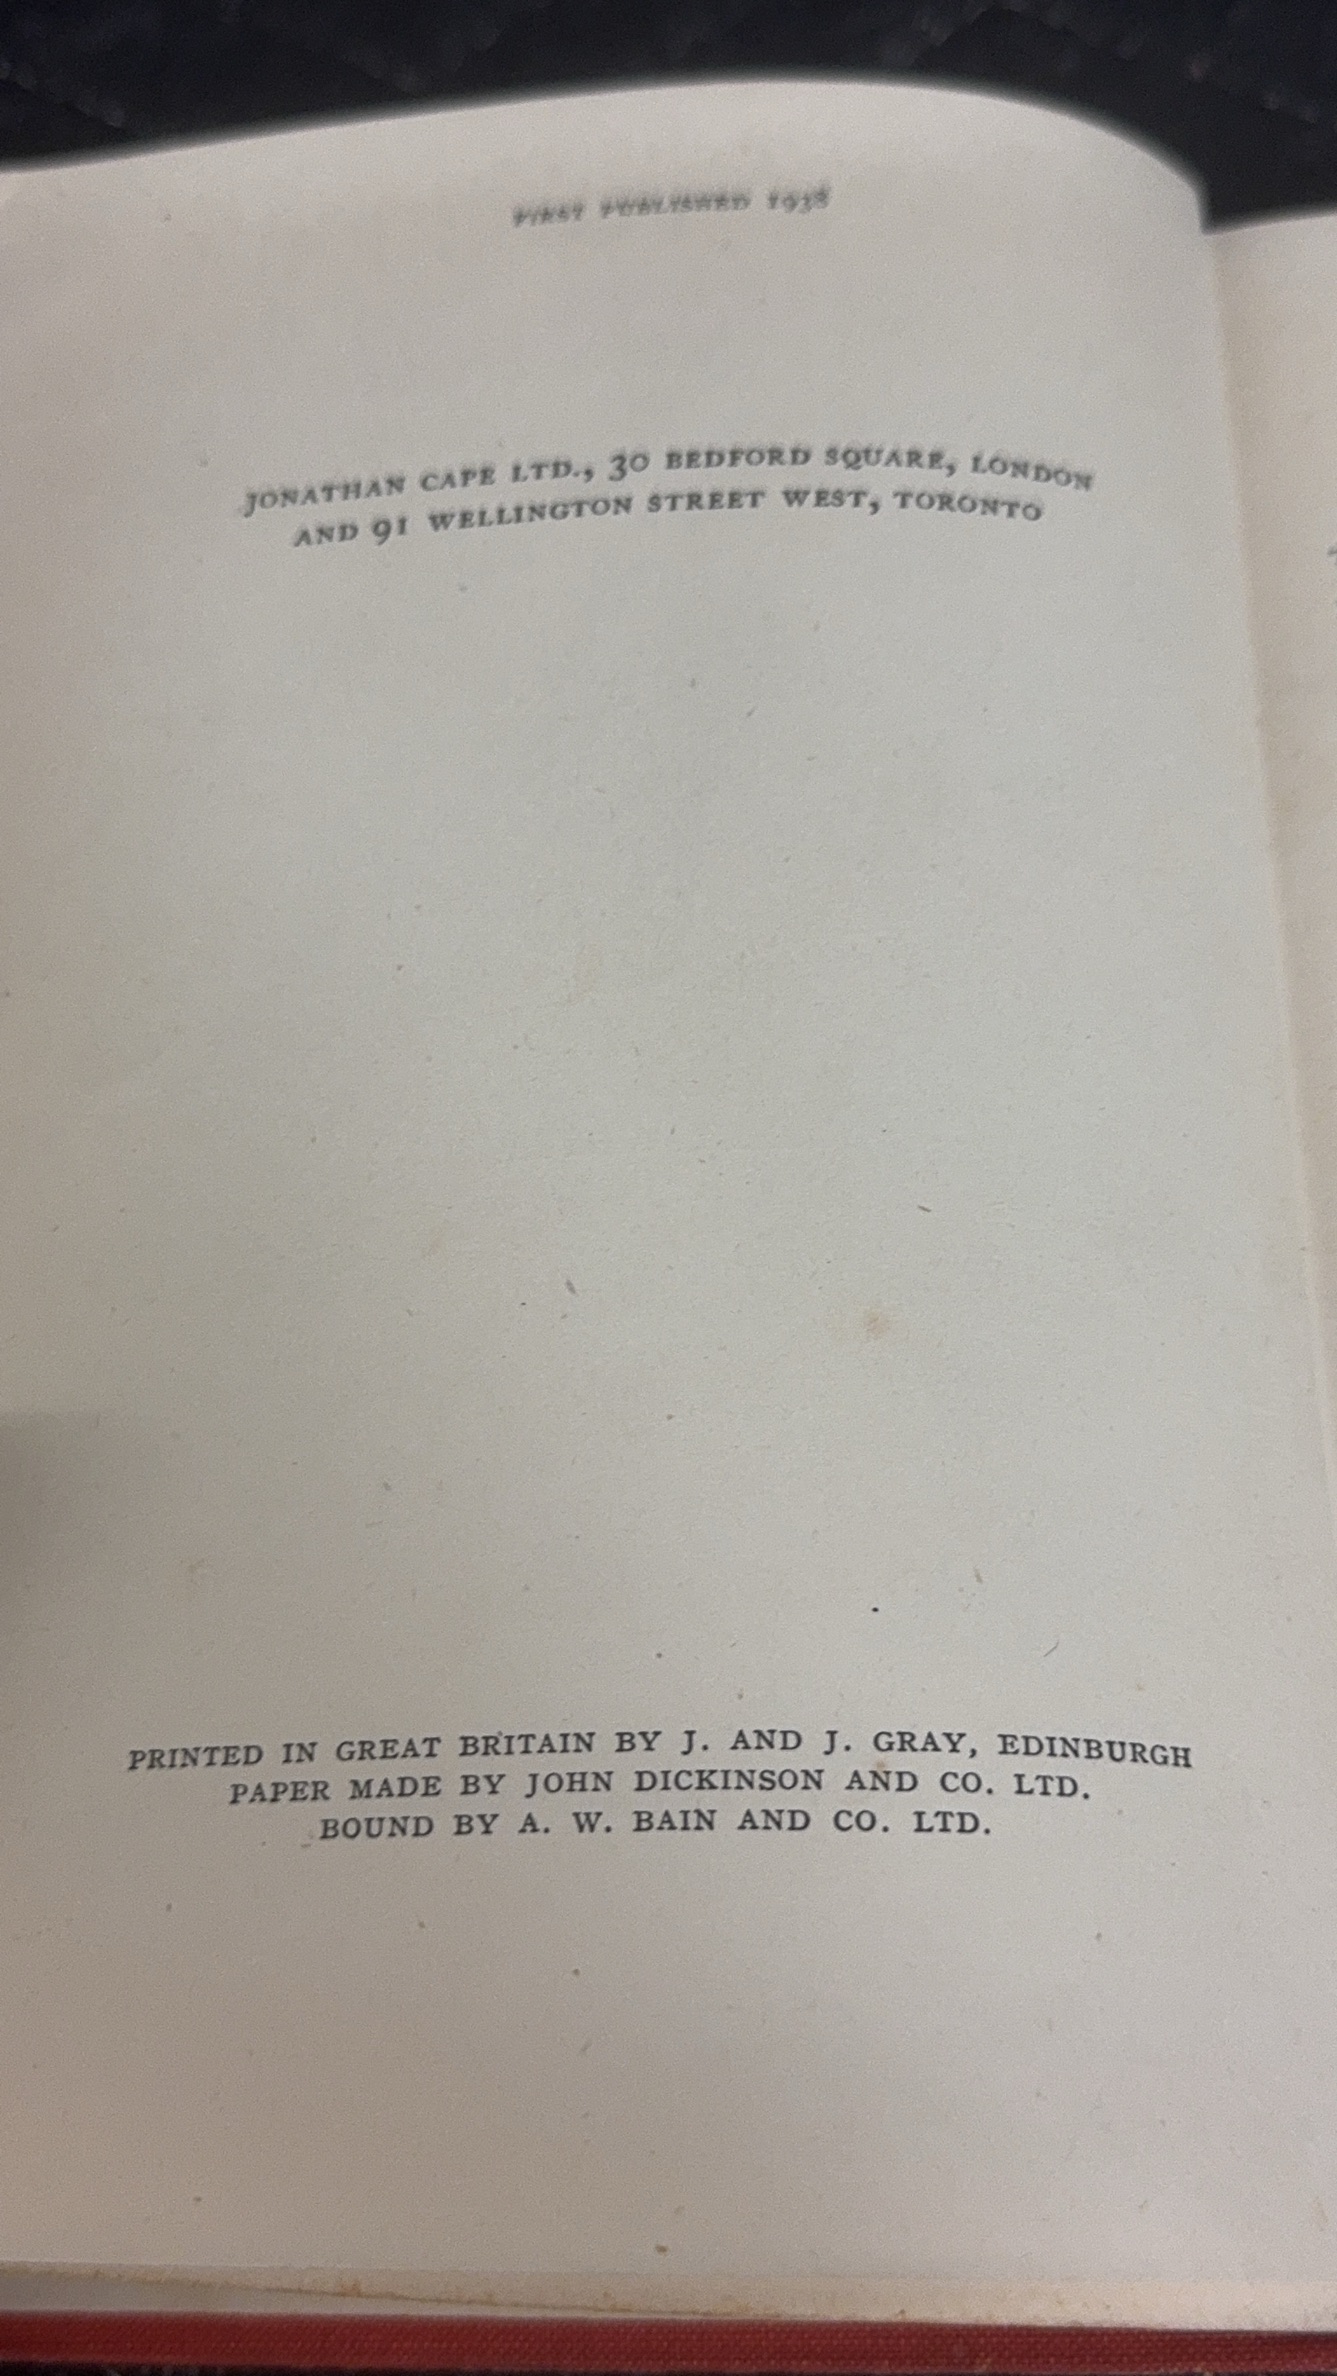 FIRST PUBLISHED 1938
JONATHAN CAPE LTD., 30 BEDFORD SQUARE, LONDON
AND 91 WELLINGTON STREET WEST, TORONTO
PRINTED IN GREAT BRITAIN BY J. AND J. GRAY, EDINBURGH
PAPER MADE BY JOHN DICKINSON AND CO. LTD.
BOUND BY A. W. BAIN AND CO. LTD.